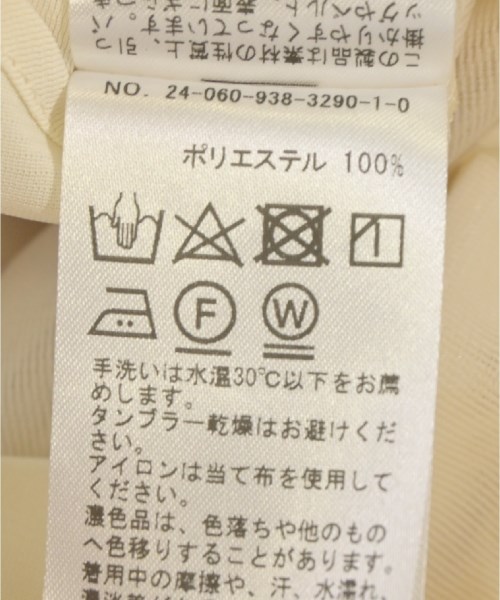 この製品は素材の性質上、引っ
掛かりやすくなっています。バ
NO. 24-060-938-3290-1-0
ポリエステル 100%
F W
手洗いは水温30℃以下をお薦
めします。
タンブラー乾燥はお避けくだ
さい。
アイロンは当て布を使用して
ください。
濃色品は、色落ちや他のもの
へ色移りすることがあります。
着用中の摩擦や、汗、水濡れ、